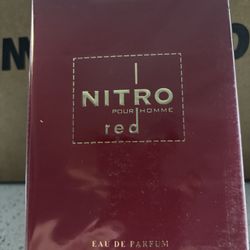 NITRO
POUR HOMME
red
EAU DE PARFUM